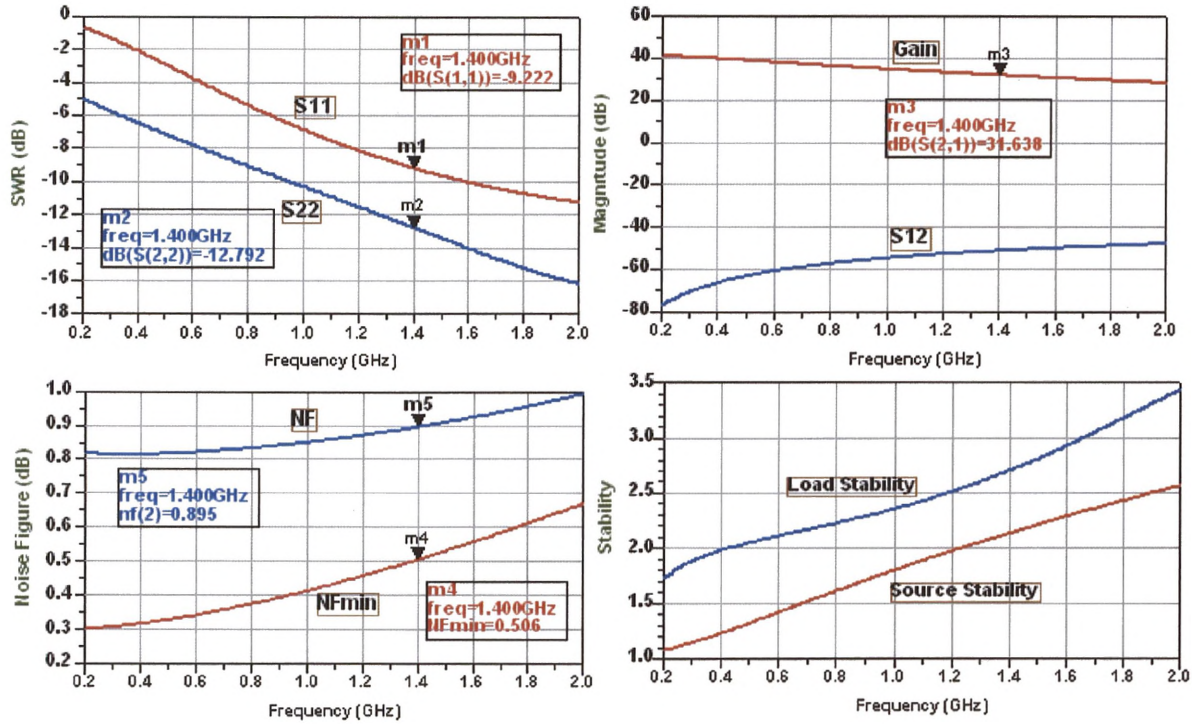 0
-2
-4
-6
-8
-10
-12
-14
-16
-18
SWR (dB)
m1
freq=1.400GHz
dB(S(1,1))=-9.222
S11
m1
m2
S22
m2
freq=1.400GHz
dB(S(2,2))=-12.792
0.2 0.4 0.6 0.8 1.0 1.2 1.4 1.6 1.8 2.0
Frequency (GHz)
60
40
20
0
-20
-40
-60
-80
Magnitude (dB)
Gain
m3
m3
freq=1.400GHz
dB(S(2,1))=31.638
S12
0.2 0.4 0.6 0.8 1.0 1.2 1.4 1.6 1.8 2.0
Frequency (GHz)
1.0
0.9
0.8
0.7
0.6
0.5
0.4
0.3
0.2
Noise Figure (dB)
NF
m5
m5
freq=1.400GHz
nf(2)=0.895
m4
NFmin
m4
freq=1.400GHz
NFmin=0.506
0.2 0.4 0.6 0.8 1.0 1.2 1.4 1.6 1.8 2.0
Frequency (GHz)
3.5
3.0
2.5
2.0
1.5
1.0
Stability
Load Stability
Source Stability
0.2 0.4 0.6 0.8 1.0 1.2 1.4 1.6 1.8 2.0
Frequency (GHz)